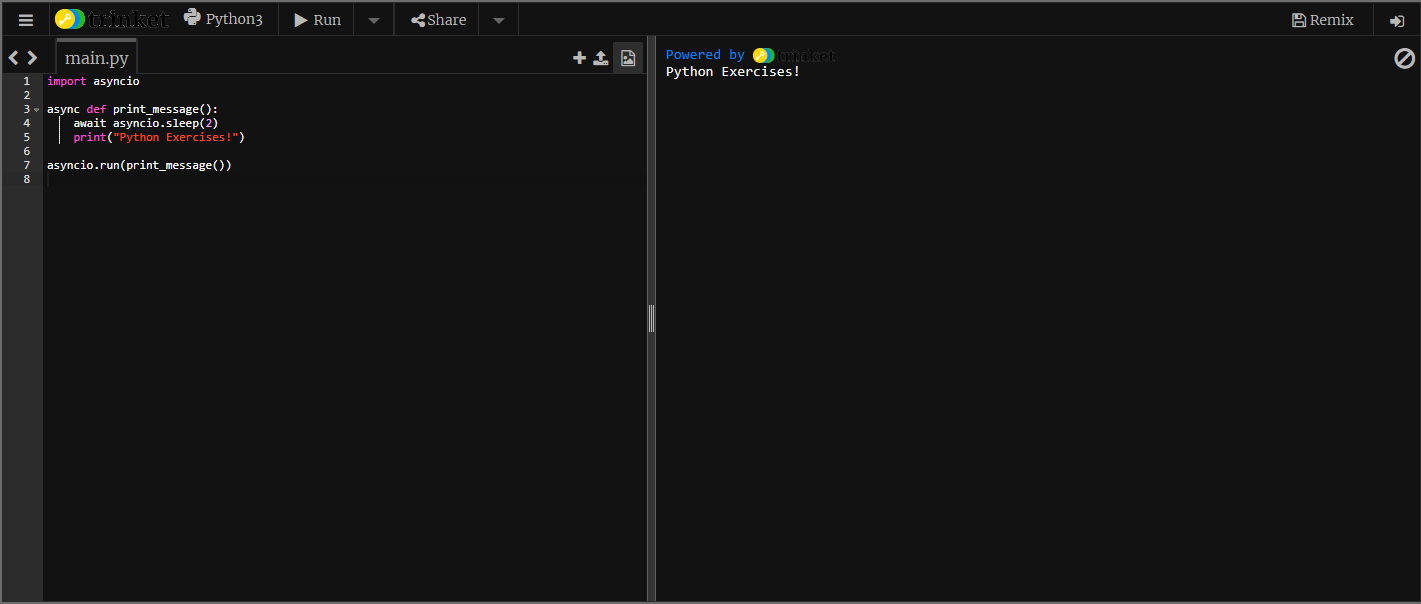 trinket Python3 Run Share Remix
main.py
1 import asyncio
2
3 async def print_message():
4     await asyncio.sleep(2)
5     print("Python Exercises!")
6
7 asyncio.run(print_message())
8
Powered by trinket
Python Exercises!